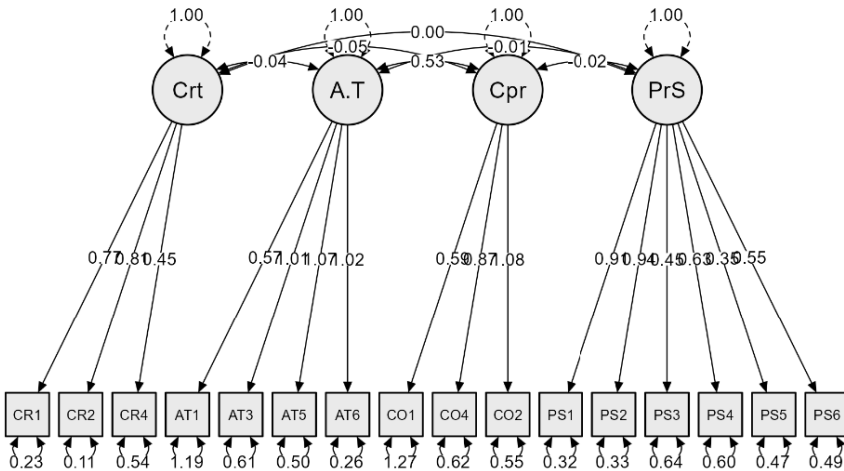 1.00 1.00 1.00 1.00
0.00
-0.05 -0.01
-0.04 0.53 -0.02
Crt A.T Cpr PrS
0.77 0.81 0.45 0.57 1.01 1.07 1.02 0.59 0.87 1.08 0.91 0.94 0.45 0.63 0.35 0.55
CR1 CR2 CR4 AT1 AT3 AT5 AT6 CO1 CO4 CO2 PS1 PS2 PS3 PS4 PS5 PS6
0.23 0.11 0.54 1.19 0.61 0.50 0.26 1.27 0.62 0.55 0.32 0.33 0.64 0.60 0.47 0.49